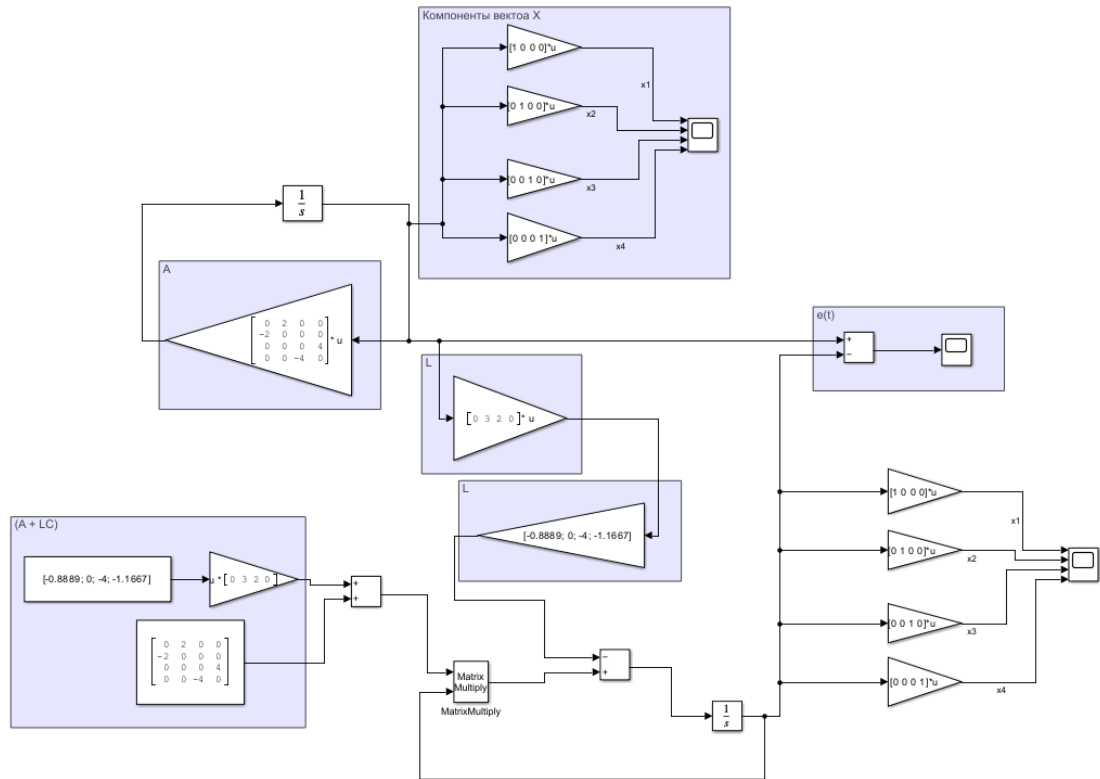 Компоненты вектоа X
[1 0 0 0]*u
x1
[0 1 0 0]*u
x2
[0 0 1 0]*u
x3
[0 0 0 1]*u
x4
1
s
A
0 2 0 0
-2 0 0 0
0 0 0 4
0 0 -4 0
* u
e(t)
+
−
L
[ 0 3 2 0 ]* u
L
[-0.8889; 0; -4; -1.1667]
[1 0 0 0]*u
x1
[0 1 0 0]*u
x2
[0 0 1 0]*u
x3
[0 0 0 1]*u
x4
(A + LC)
[-0.8889; 0; -4; -1.1667]
u * [ 0 3 2 0 ]
+
+
0 2 0 0
-2 0 0 0
0 0 0 4
0 0 -4 0
Matrix
Multiply
MatrixMultiply
−
+
1
s